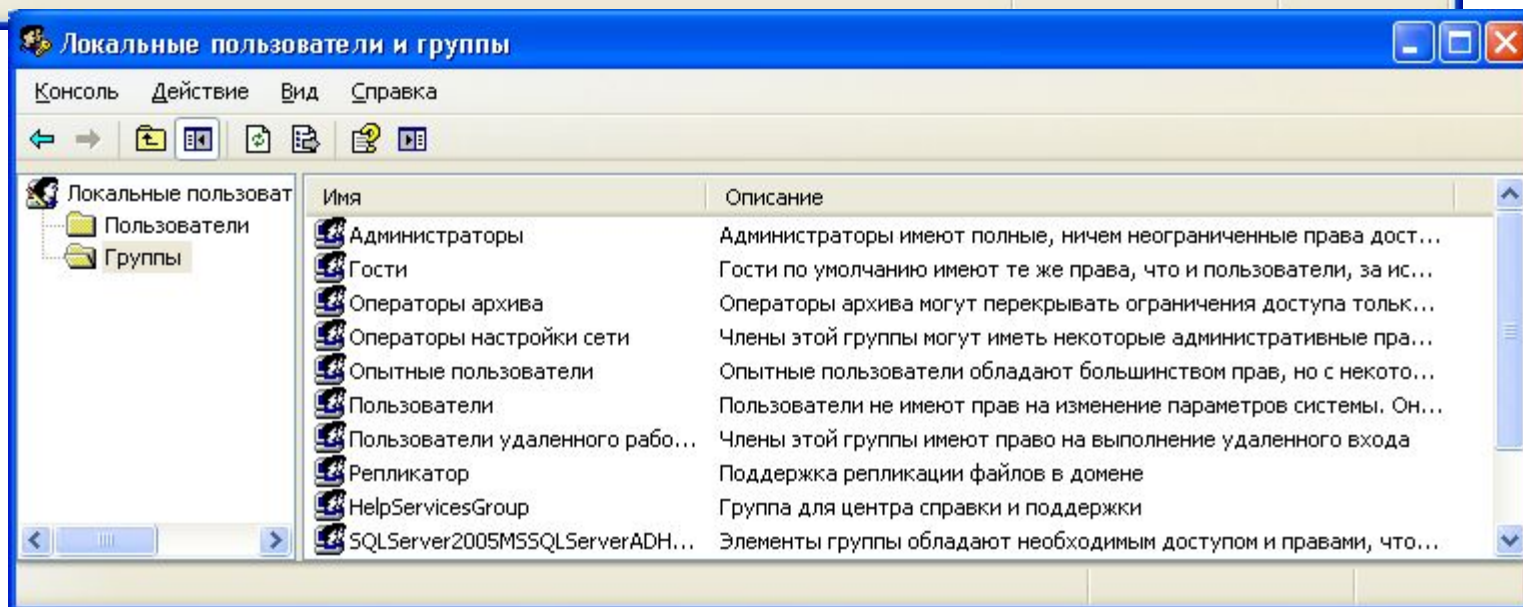 Локальные пользователи и группы
Консоль Действие Вид Справка
Локальные пользоват
Пользователи
Группы
Имя Описание
Администраторы Администраторы имеют полные, ничем неограниченные права дост...
Гости Гости по умолчанию имеют те же права, что и пользователи, за ис...
Операторы архива Операторы архива могут перекрывать ограничения доступа тольк...
Операторы настройки сети Члены этой группы могут иметь некоторые административные пра...
Опытные пользователи Опытные пользователи обладают большинством прав, но с некото...
Пользователи Пользователи не имеют прав на изменение параметров системы. Он...
Пользователи удаленного рабо... Члены этой группы имеют право на выполнение удаленного входа
Репликатор Поддержка репликации файлов в домене
HelpServicesGroup Группа для центра справки и поддержки
SQLServer2005MSSQLServerADH... Элементы группы обладают необходимым доступом и правами, что...